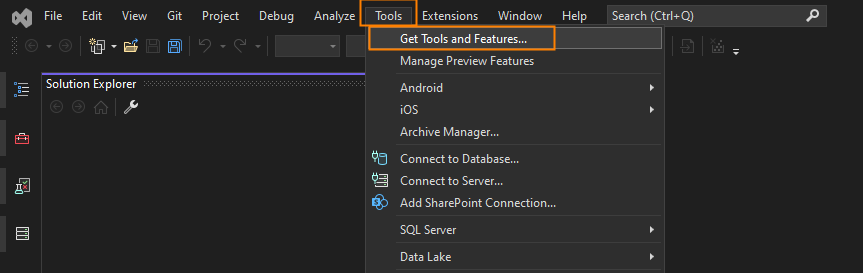 File Edit View Git Project Debug Analyze Tools Extensions Window Help Search (Ctrl+Q)
Get Tools and Features...
Manage Preview Features
Solution Explorer
Android
iOS
Archive Manager...
Connect to Database...
Connect to Server...
Add SharePoint Connection...
SQL Server
Data Lake